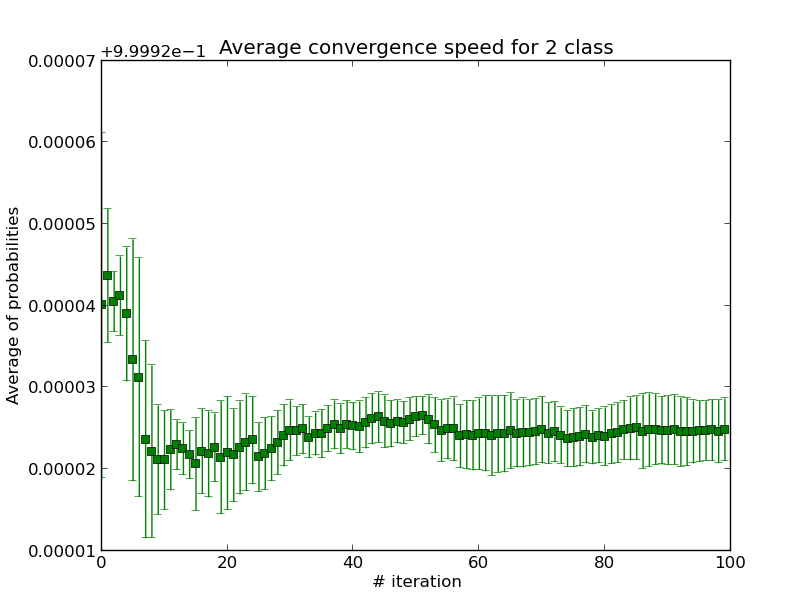 +9.9992e−1 Average convergence speed for 2 class
0.00007
0.00006
0.00005
0.00004
0.00003
0.00002
0.00001
Average of probabilities
0 20 40 60 80 100
# iteration